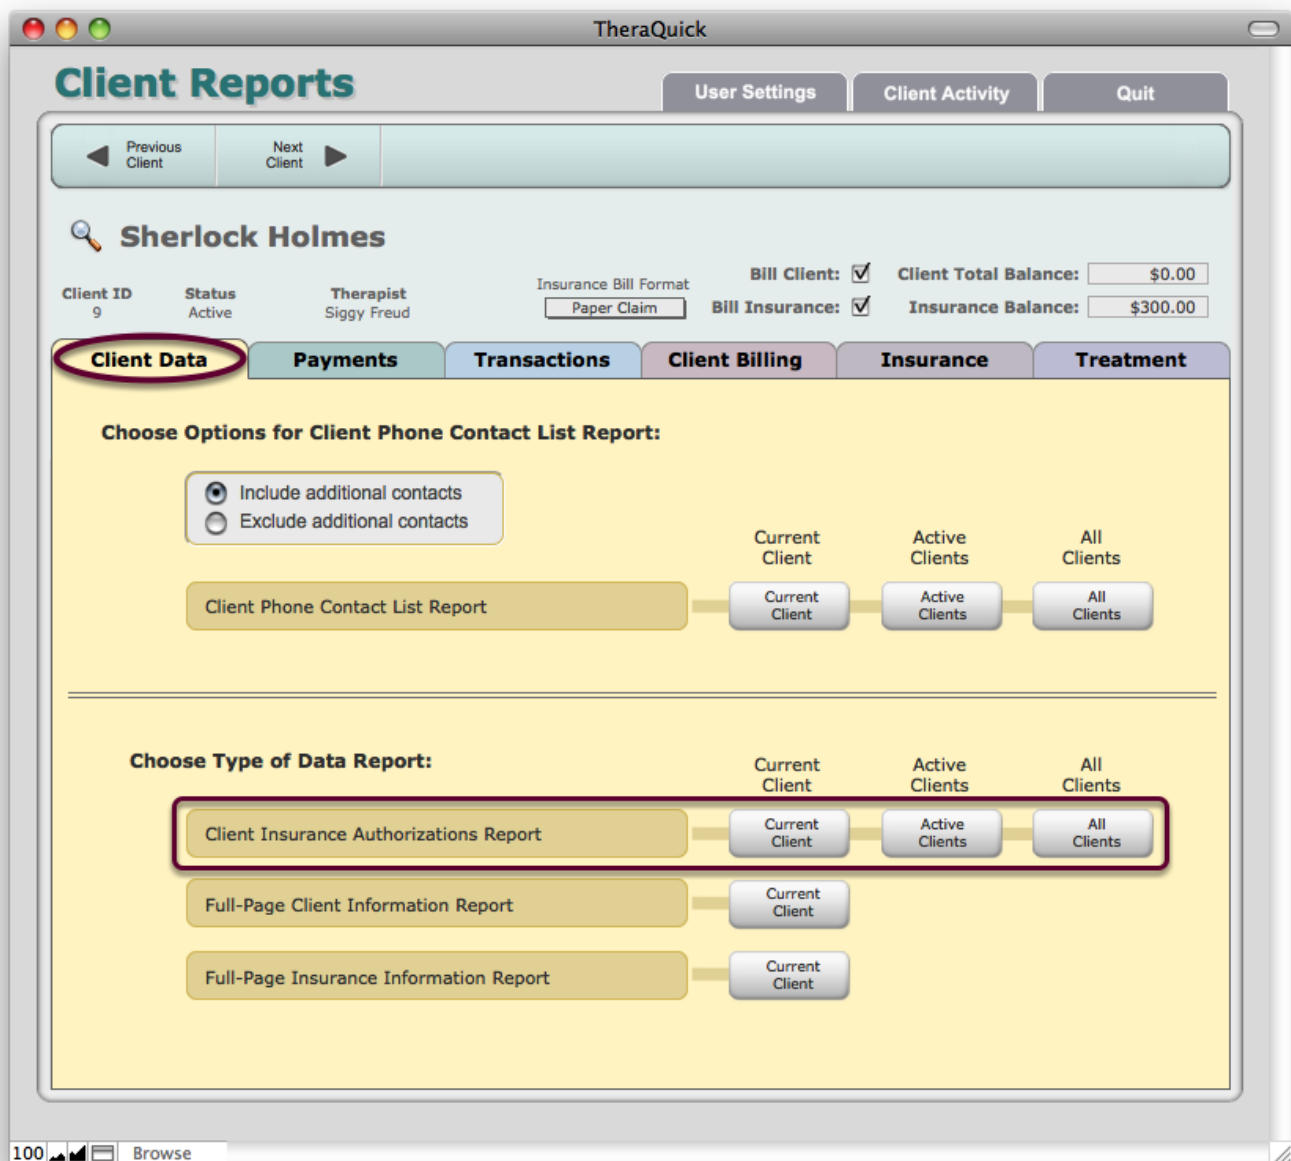 TheraQuick
Client Reports
User Settings
Client Activity
Quit
Previous
Client
Next
Client
Sherlock Holmes
Client ID
9
Status
Active
Therapist
Siggy Freud
Insurance Bill Format
Paper Claim
Bill Client:
Client Total Balance:
$0.00
Bill Insurance:
Insurance Balance:
$300.00
Client Data
Payments
Transactions
Client Billing
Insurance
Treatment
Choose Options for Client Phone Contact List Report:
Include additional contacts
Exclude additional contacts
Current
Client
Active
Clients
All
Clients
Client Phone Contact List Report
Current
Client
Active
Clients
All
Clients
Choose Type of Data Report:
Current
Client
Active
Clients
All
Clients
Client Insurance Authorizations Report
Current
Client
Active
Clients
All
Clients
Full-Page Client Information Report
Current
Client
Full-Page Insurance Information Report
Current
Client
100
Browse